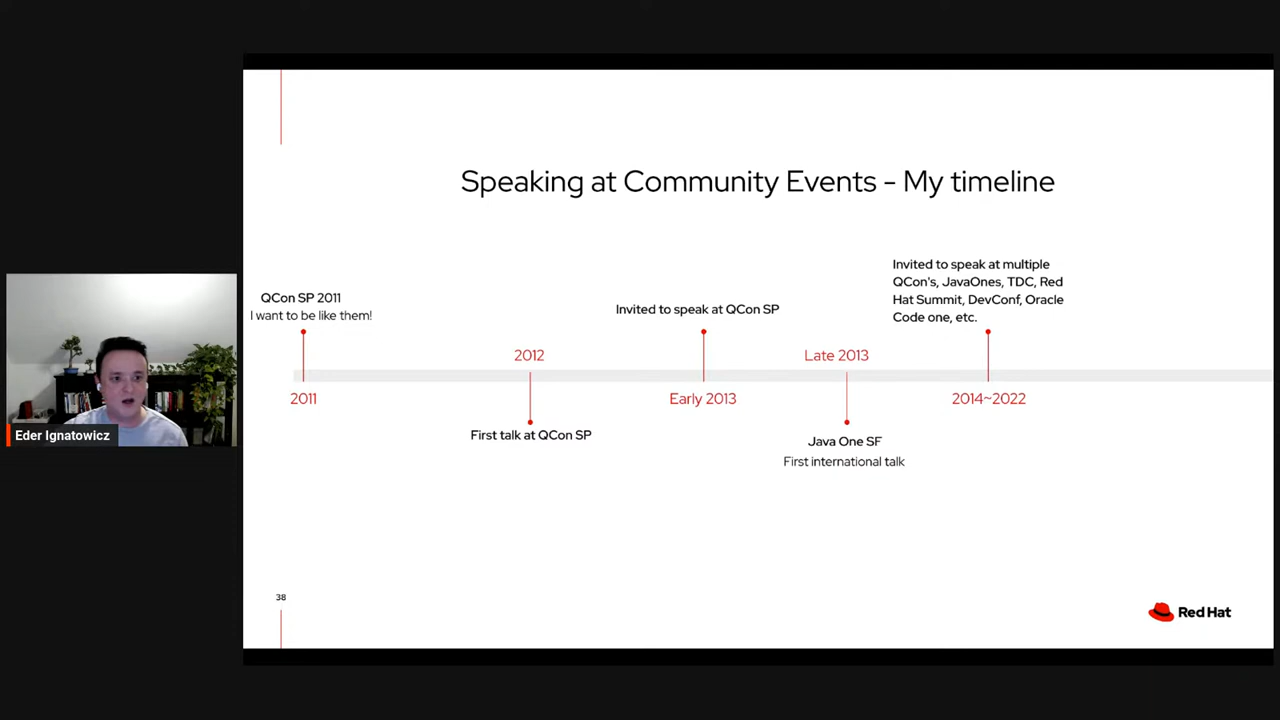 Speaking at Community Events - My timeline
QCon SP 2011
I want to be like them!
2011
2012
First talk at QCon SP
Invited to speak at QCon SP
Early 2013
Late 2013
Java One SF
First international talk
Invited to speak at multiple
QCon's, JavaOnes, TDC, Red
Hat Summit, DevConf, Oracle
Code one, etc.
2014~2022
Eder Ignatowicz
38
Red Hat